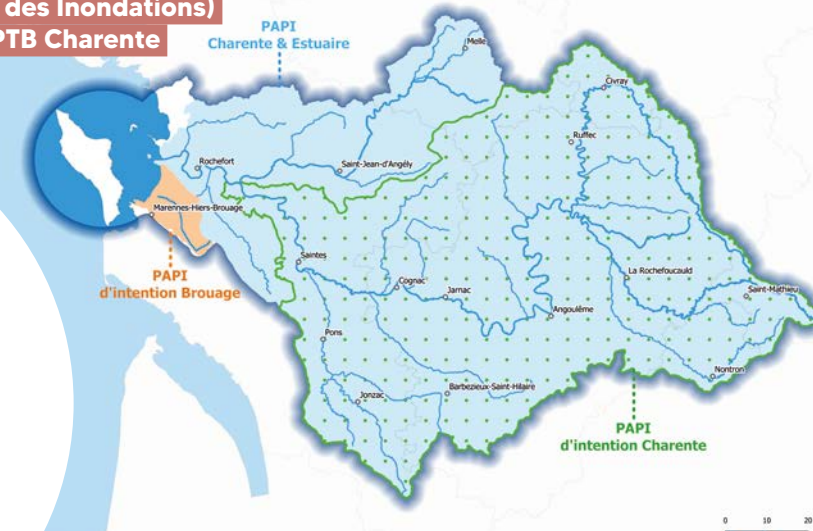 des Inondations)
PTB Charente
PAPI
Charente & Estuaire
Melle
Civray
Ruffec
Rochefort
Saint-Jean-d'Angély
Marennes-Hiers-Brouage
PAPI
d'intention Brouage
Saintes
Cognac
Jarnac
La Rochefoucauld
Saint-Mathieu
Angoulême
Pons
Nontron
Jonzac
Barbezieux-Saint-Hilaire
PAPI
d'intention Charente
0 10 20